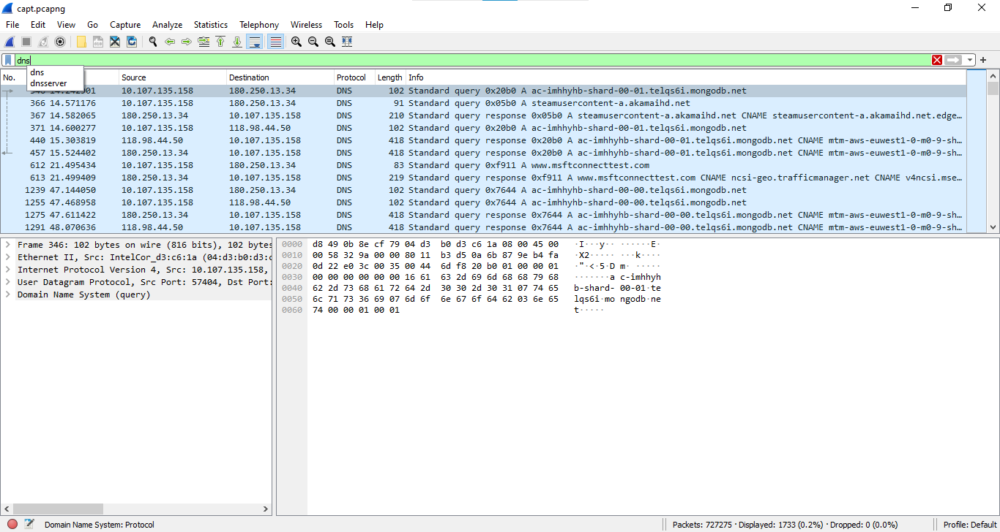 capt.pcapng
File Edit View Go Capture Analyze Statistics Telephony Wireless Tools Help
dns
dns
dnsserver
No. Source Destination Protocol Length Info
10.107.135.158 180.250.13.34 DNS 102 Standard query 0x20b0 A ac-imhhyhb-shard-00-01.telqs6i.mongodb.net
366 14.571176 10.107.135.158 180.250.13.34 DNS 91 Standard query 0x05b0 A steamusercontent-a.akamaihd.net
367 14.582065 180.250.13.34 10.107.135.158 DNS 210 Standard query response 0x05b0 A steamusercontent-a.akamaihd.net CNAME steamusercontent-a.akamaihd.net.edge…
371 14.600277 10.107.135.158 118.98.44.50 DNS 102 Standard query 0x20b0 A ac-imhhyhb-shard-00-01.telqs6i.mongodb.net
440 15.303819 118.98.44.50 10.107.135.158 DNS 418 Standard query response 0x20b0 A ac-imhhyhb-shard-00-01.telqs6i.mongodb.net CNAME mtm-aws-euwest1-0-m0-9-sh…
457 15.524402 180.250.13.34 10.107.135.158 DNS 418 Standard query response 0x20b0 A ac-imhhyhb-shard-00-01.telqs6i.mongodb.net CNAME mtm-aws-euwest1-0-m0-9-sh…
612 21.495434 10.107.135.158 180.250.13.34 DNS 83 Standard query 0xf911 A www.msftconnecttest.com
613 21.499409 180.250.13.34 10.107.135.158 DNS 219 Standard query response 0xf911 A www.msftconnecttest.com CNAME ncsi-geo.trafficmanager.net CNAME v4ncsi.mse…
1239 47.144050 10.107.135.158 180.250.13.34 DNS 102 Standard query 0x7644 A ac-imhhyhb-shard-00-00.telqs6i.mongodb.net
1255 47.468958 10.107.135.158 118.98.44.50 DNS 102 Standard query 0x7644 A ac-imhhyhb-shard-00-00.telqs6i.mongodb.net
1275 47.611422 180.250.13.34 10.107.135.158 DNS 418 Standard query response 0x7644 A ac-imhhyhb-shard-00-00.telqs6i.mongodb.net CNAME mtm-aws-euwest1-0-m0-9-sh…
1291 48.070636 118.98.44.50 10.107.135.158 DNS 418 Standard query response 0x7644 A ac-imhhyhb-shard-00-00.telqs6i.mongodb.net CNAME mtm-aws-euwest1-0-m0-9-sh…
Frame 346: 102 bytes on wire (816 bits), 102 bytes
Ethernet II, Src: IntelCor_d3:c6:1a (04:d3:b0:d3:c
Internet Protocol Version 4, Src: 10.107.135.158,
User Datagram Protocol, Src Port: 57404, Dst Port:
Domain Name System (query)
0000 d8 49 0b 8e cf 79 04 d3 b0 d3 c6 1a 08 00 45 00 ·I···y·· ······E·
0010 00 58 32 9a 00 00 80 11 b3 d5 0a 6b 87 9e b4 fa ·X2····· ···k····
0020 0d 22 e0 3c 00 35 00 44 6d f8 20 b0 01 00 00 01 ·"·<·5·D m· ·····
0030 00 00 00 00 00 00 16 61 63 2d 69 6d 68 68 79 68 ·······a c-imhhyh
0040 62 2d 73 68 61 72 64 2d 30 30 2d 30 31 07 74 65 b-shard- 00-01·te
0050 6c 71 73 36 69 07 6d 6f 6e 67 6f 64 62 03 6e 65 lqs6i·mo ngodb·ne
0060 74 00 00 01 00 01 t·····
Domain Name System: Protocol
Packets: 727275 · Displayed: 1733 (0.2%) · Dropped: 0 (0.0%)
Profile: Default